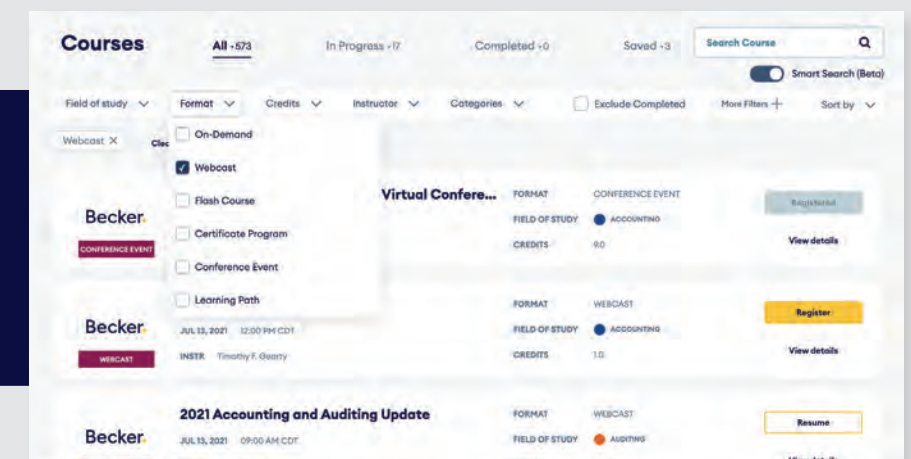 Courses
All • 573
In Progress • 17
Completed • 0
Saved • 3
Search Course
Smart Search (Beta)
Field of study
Format
Credits
Instructor
Categories
Exclude Completed
More Filters +
Sort by
Webcast X
On-Demand
Webcast
Flash Course
Certificate Program
Conference Event
Learning Path
Becker.
CONFERENCE EVENT
Virtual Confere...
FORMAT CONFERENCE EVENT
FIELD OF STUDY ACCOUNTING
CREDITS 9.0
Registered
View details
Becker.
WEBCAST
JUL 13, 2021 12:00 PM CDT
INSTR Timothy F. Gearty
FORMAT WEBCAST
FIELD OF STUDY ACCOUNTING
CREDITS 1.0
Register
View details
Becker.
2021 Accounting and Auditing Update
JUL 13, 2021 09:00 AM CDT
FORMAT WEBCAST
FIELD OF STUDY AUDITING
Resume